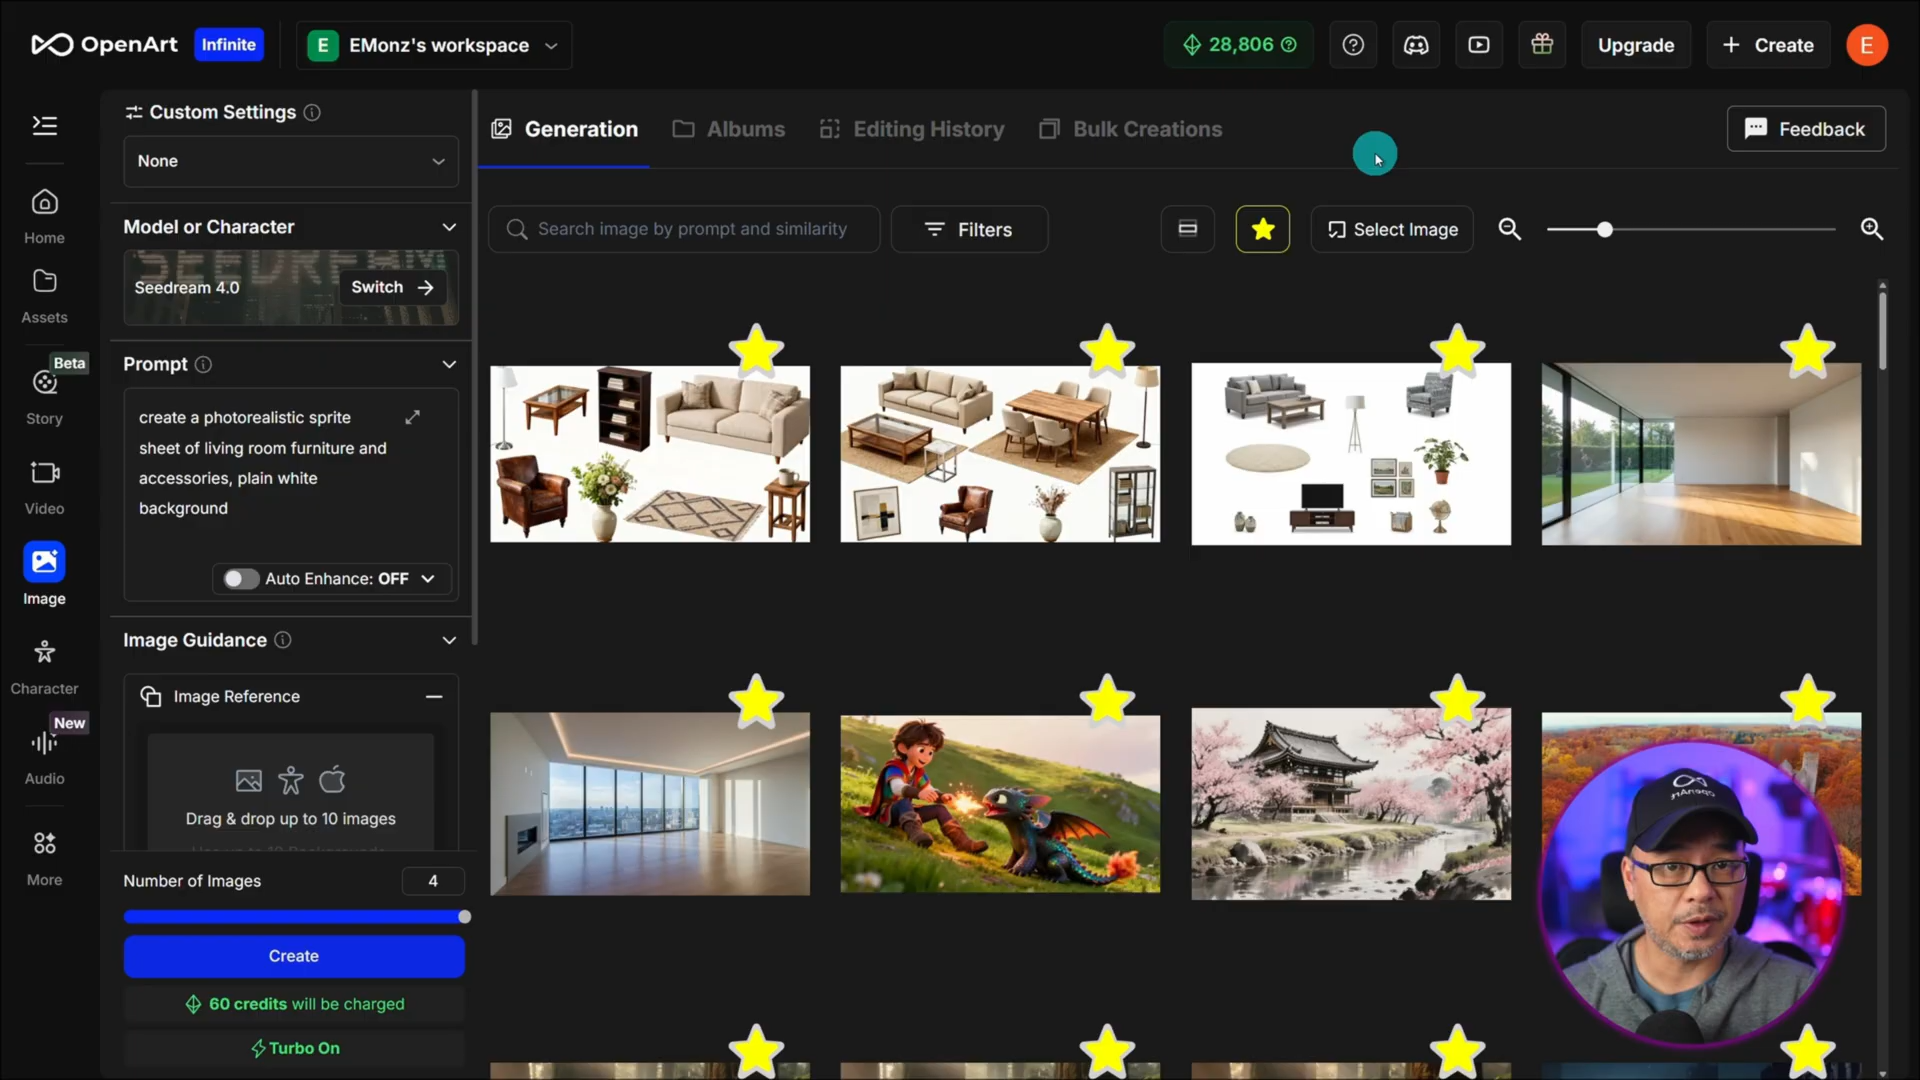 OpenArt
Infinite
E
EMonz's workspace
28,806
Upgrade
+ Create
E
Custom Settings
None
Model or Character
SEEDREAM
Seedream 4.0
Switch
Prompt
create a photorealistic sprite
sheet of living room furniture and
accessories, plain white
background
Auto Enhance: OFF
Image Guidance
Image Reference
Drag & drop up to 10 images
Number of Images
4
Create
60 credits will be charged
Turbo On
Home
Assets
Beta
Story
Video
Image
Character
New
Audio
More
Generation
Albums
Editing History
Bulk Creations
Feedback
Search image by prompt and similarity
Filters
Select Image